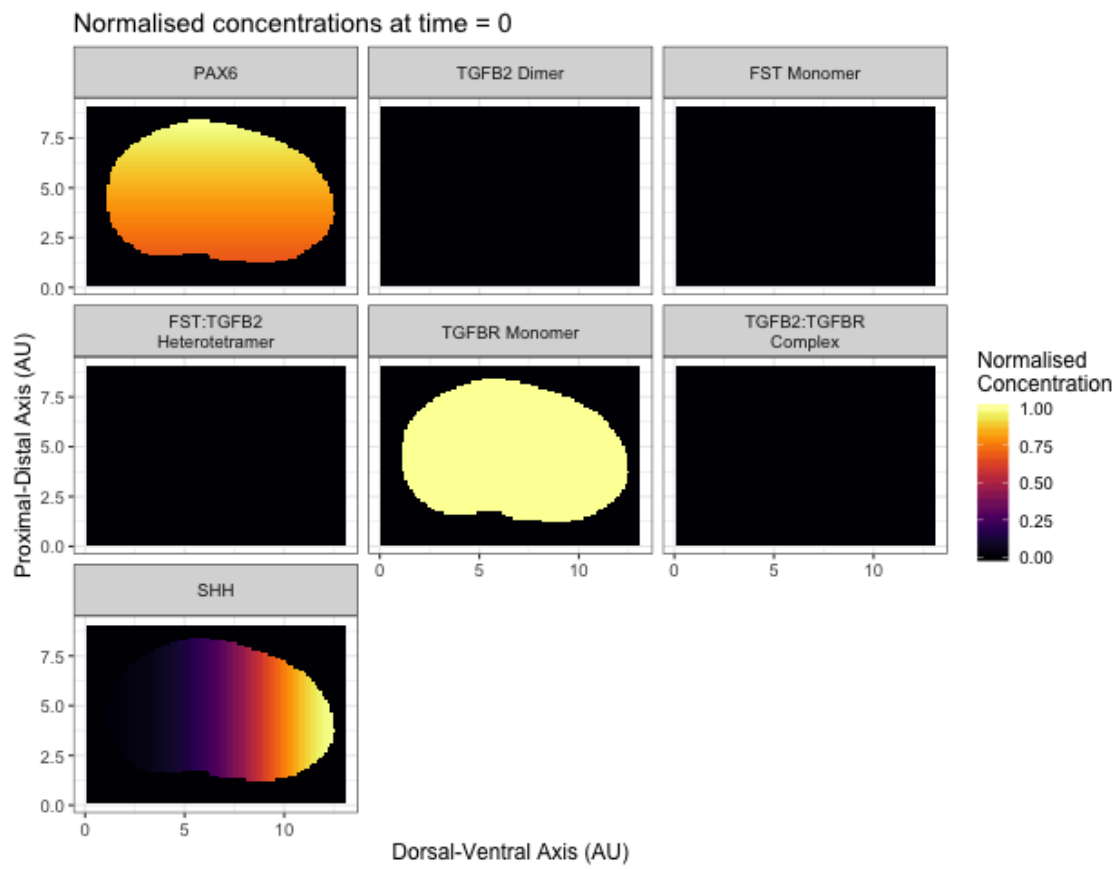 Normalised concentrations at time = 0
PAX6
TGFB2 Dimer
FST Monomer
7.5
5.0
2.5
0.0
FST:TGFB2
Heterotetramer
TGFBR Monomer
TGFB2:TGFBR
Complex
7.5
5.0
2.5
0.0
0
5
10
0
5
10
SHH
7.5
5.0
2.5
0.0
0
5
10
Proximal-Distal Axis (AU)
Dorsal-Ventral Axis (AU)
Normalised
Concentration
1.00
0.75
0.50
0.25
0.00